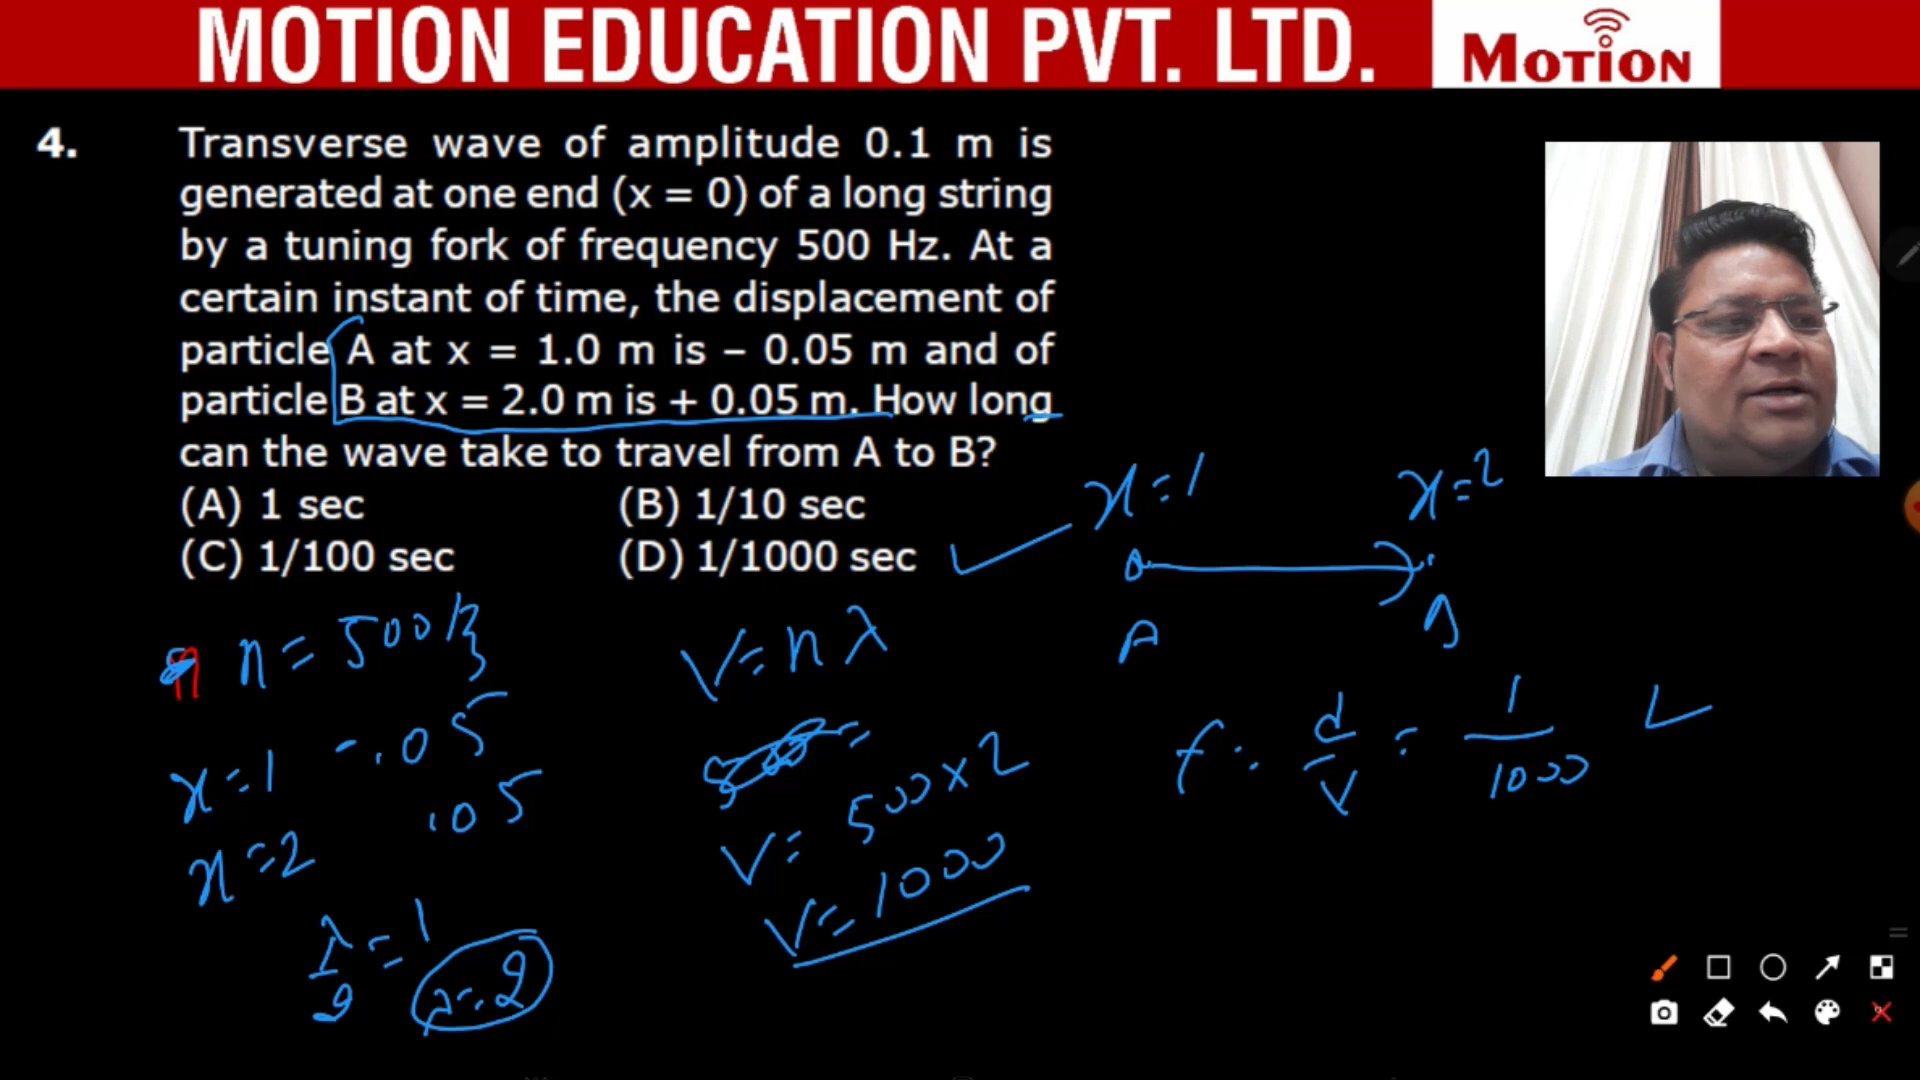 MOTION EDUCATION PVT. LTD.
MOTION
4. Transverse wave of amplitude 0.1 m is
generated at one end (x = 0) of a long string
by a tuning fork of frequency 500 Hz. At a
certain instant of time, the displacement of
particle A at x = 1.0 m is – 0.05 m and of
particle B at x = 2.0 m is + 0.05 m. How long
can the wave take to travel from A to B?
(A) 1 sec (B) 1/10 sec
(C) 1/100 sec (D) 1/1000 sec
x=1 x=2
A
n = 500
V = nλ
x=1 -.05
x=2 .05
λ/2 = 1
λ=2
V= 500×2
V= 1000
d/V = 1/1000